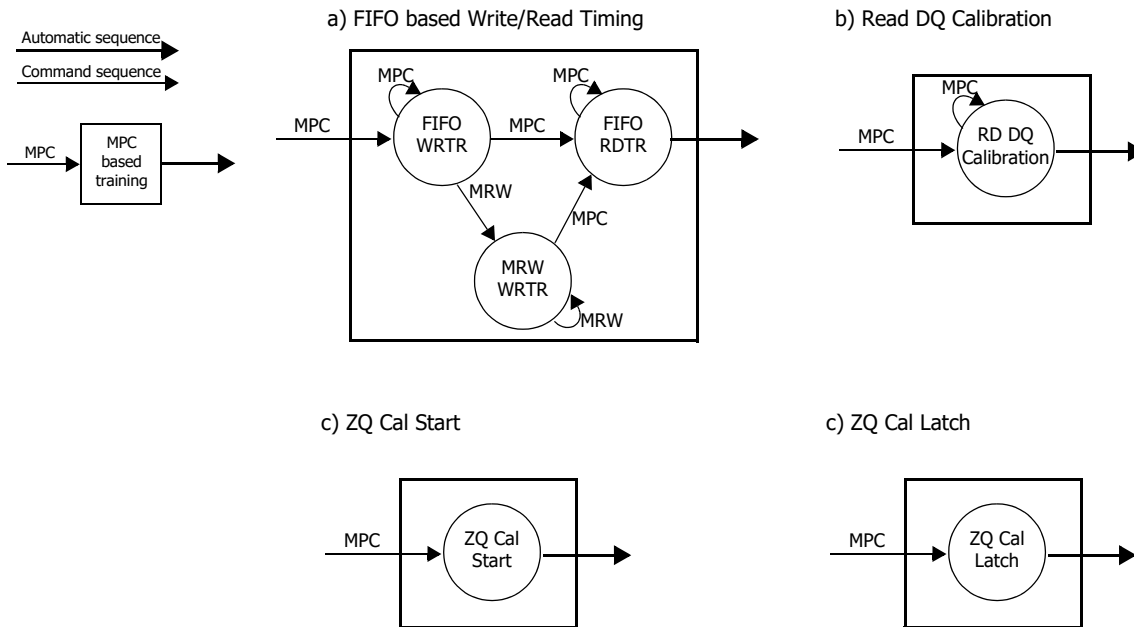 a) FIFO based Write/Read Timing
b) Read DQ Calibration
Automatic sequence
Command sequence
MPC
MPC
based
training
MPC
MPC
FIFO
WRTR
MPC
MPC
FIFO
RDTR
MRW
MPC
MRW
WRTR
MRW
MPC
MPC
RD DQ
Calibration
c) ZQ Cal Start
c) ZQ Cal Latch
MPC
ZQ Cal
Start
MPC
ZQ Cal
Latch